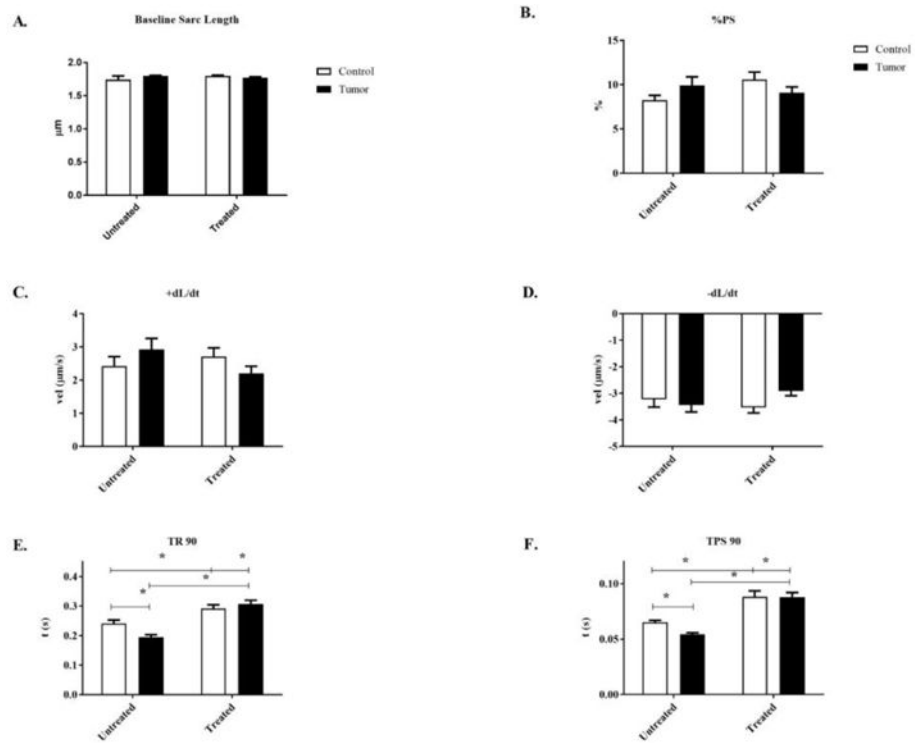 A.
Baseline Sarc Length
2.0
1.5
1.0
0.5
0.0
μm
Untreated
Treated
Control
Tumor
B.
%PS
15
10
5
0
%
Untreated
Treated
Control
Tumor
C.
+dL/dt
4
3
2
1
0
vel (μm/s)
Untreated
Treated
D.
-dL/dt
0
-1
-2
-3
-4
-5
vel (μm/s)
Untreated
Treated
E.
TR 90
0.4
0.3
0.2
0.1
0.0
t (s)
* *
*
*
Untreated
Treated
F.
TPS 90
0.10
0.05
0.00
t (s)
* *
*
*
Untreated
Treated